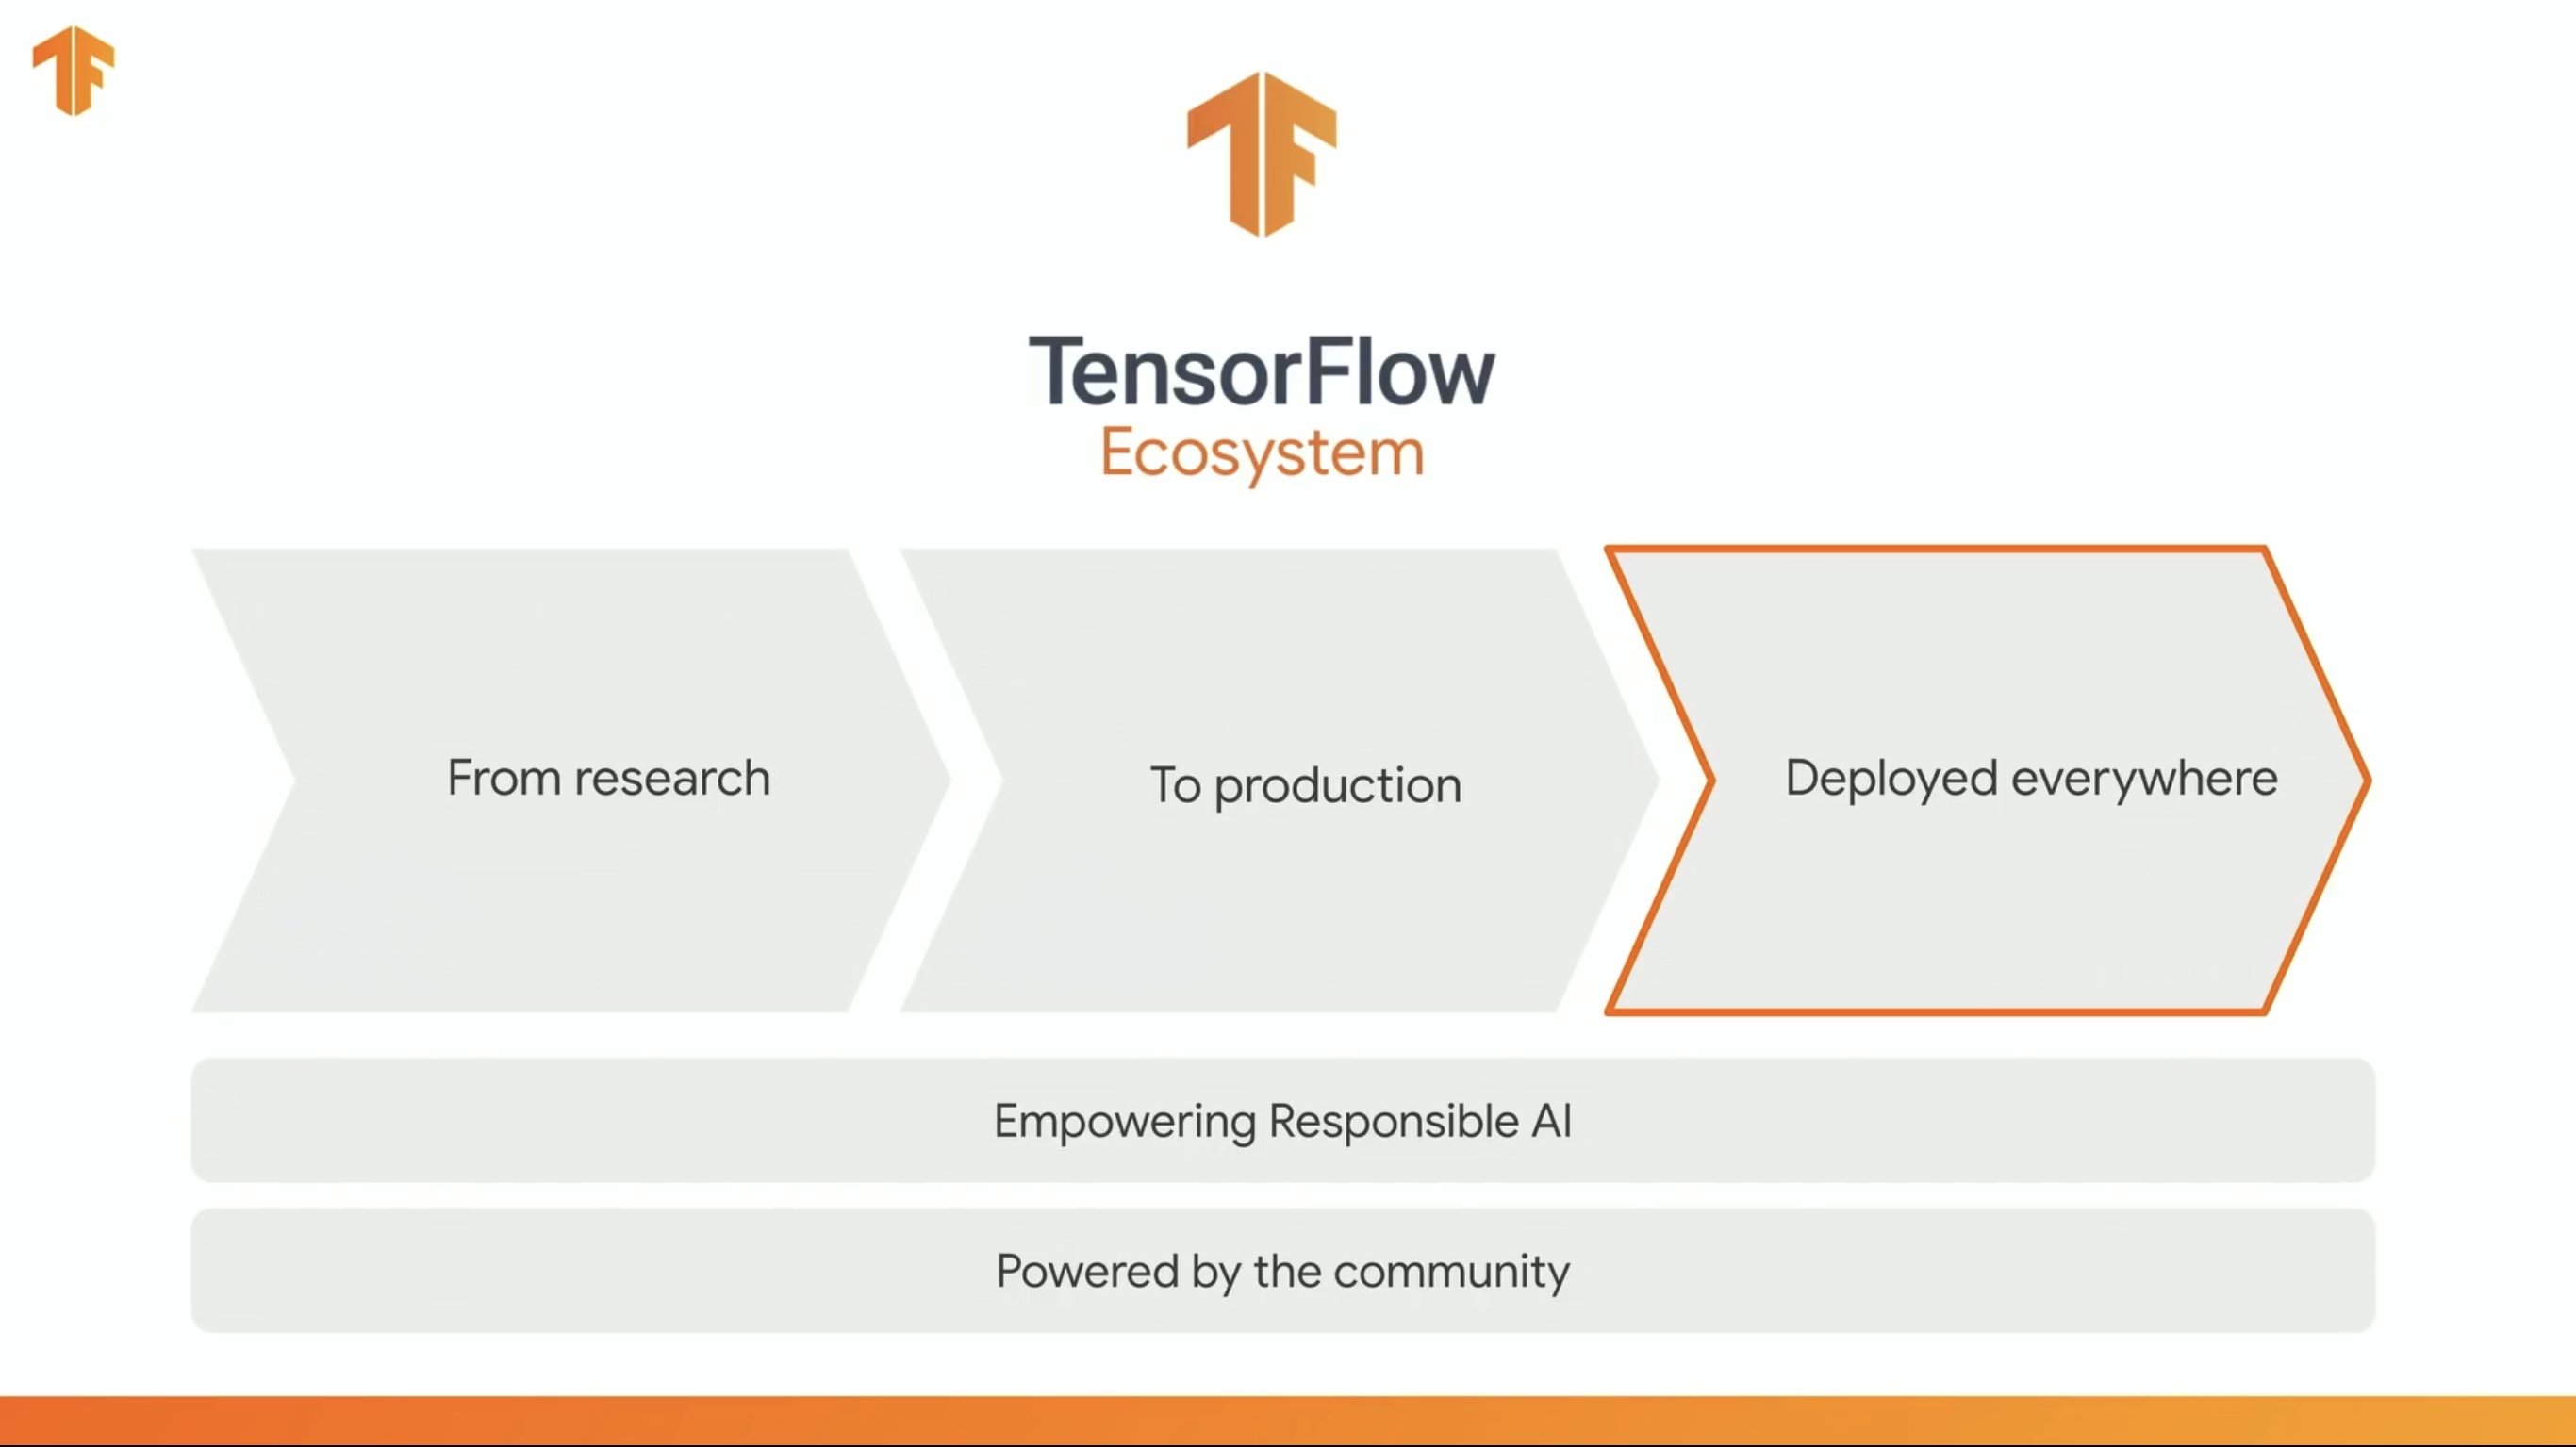 TensorFlow
Ecosystem
From research
To production
Deployed everywhere
Empowering Responsible AI
Powered by the community